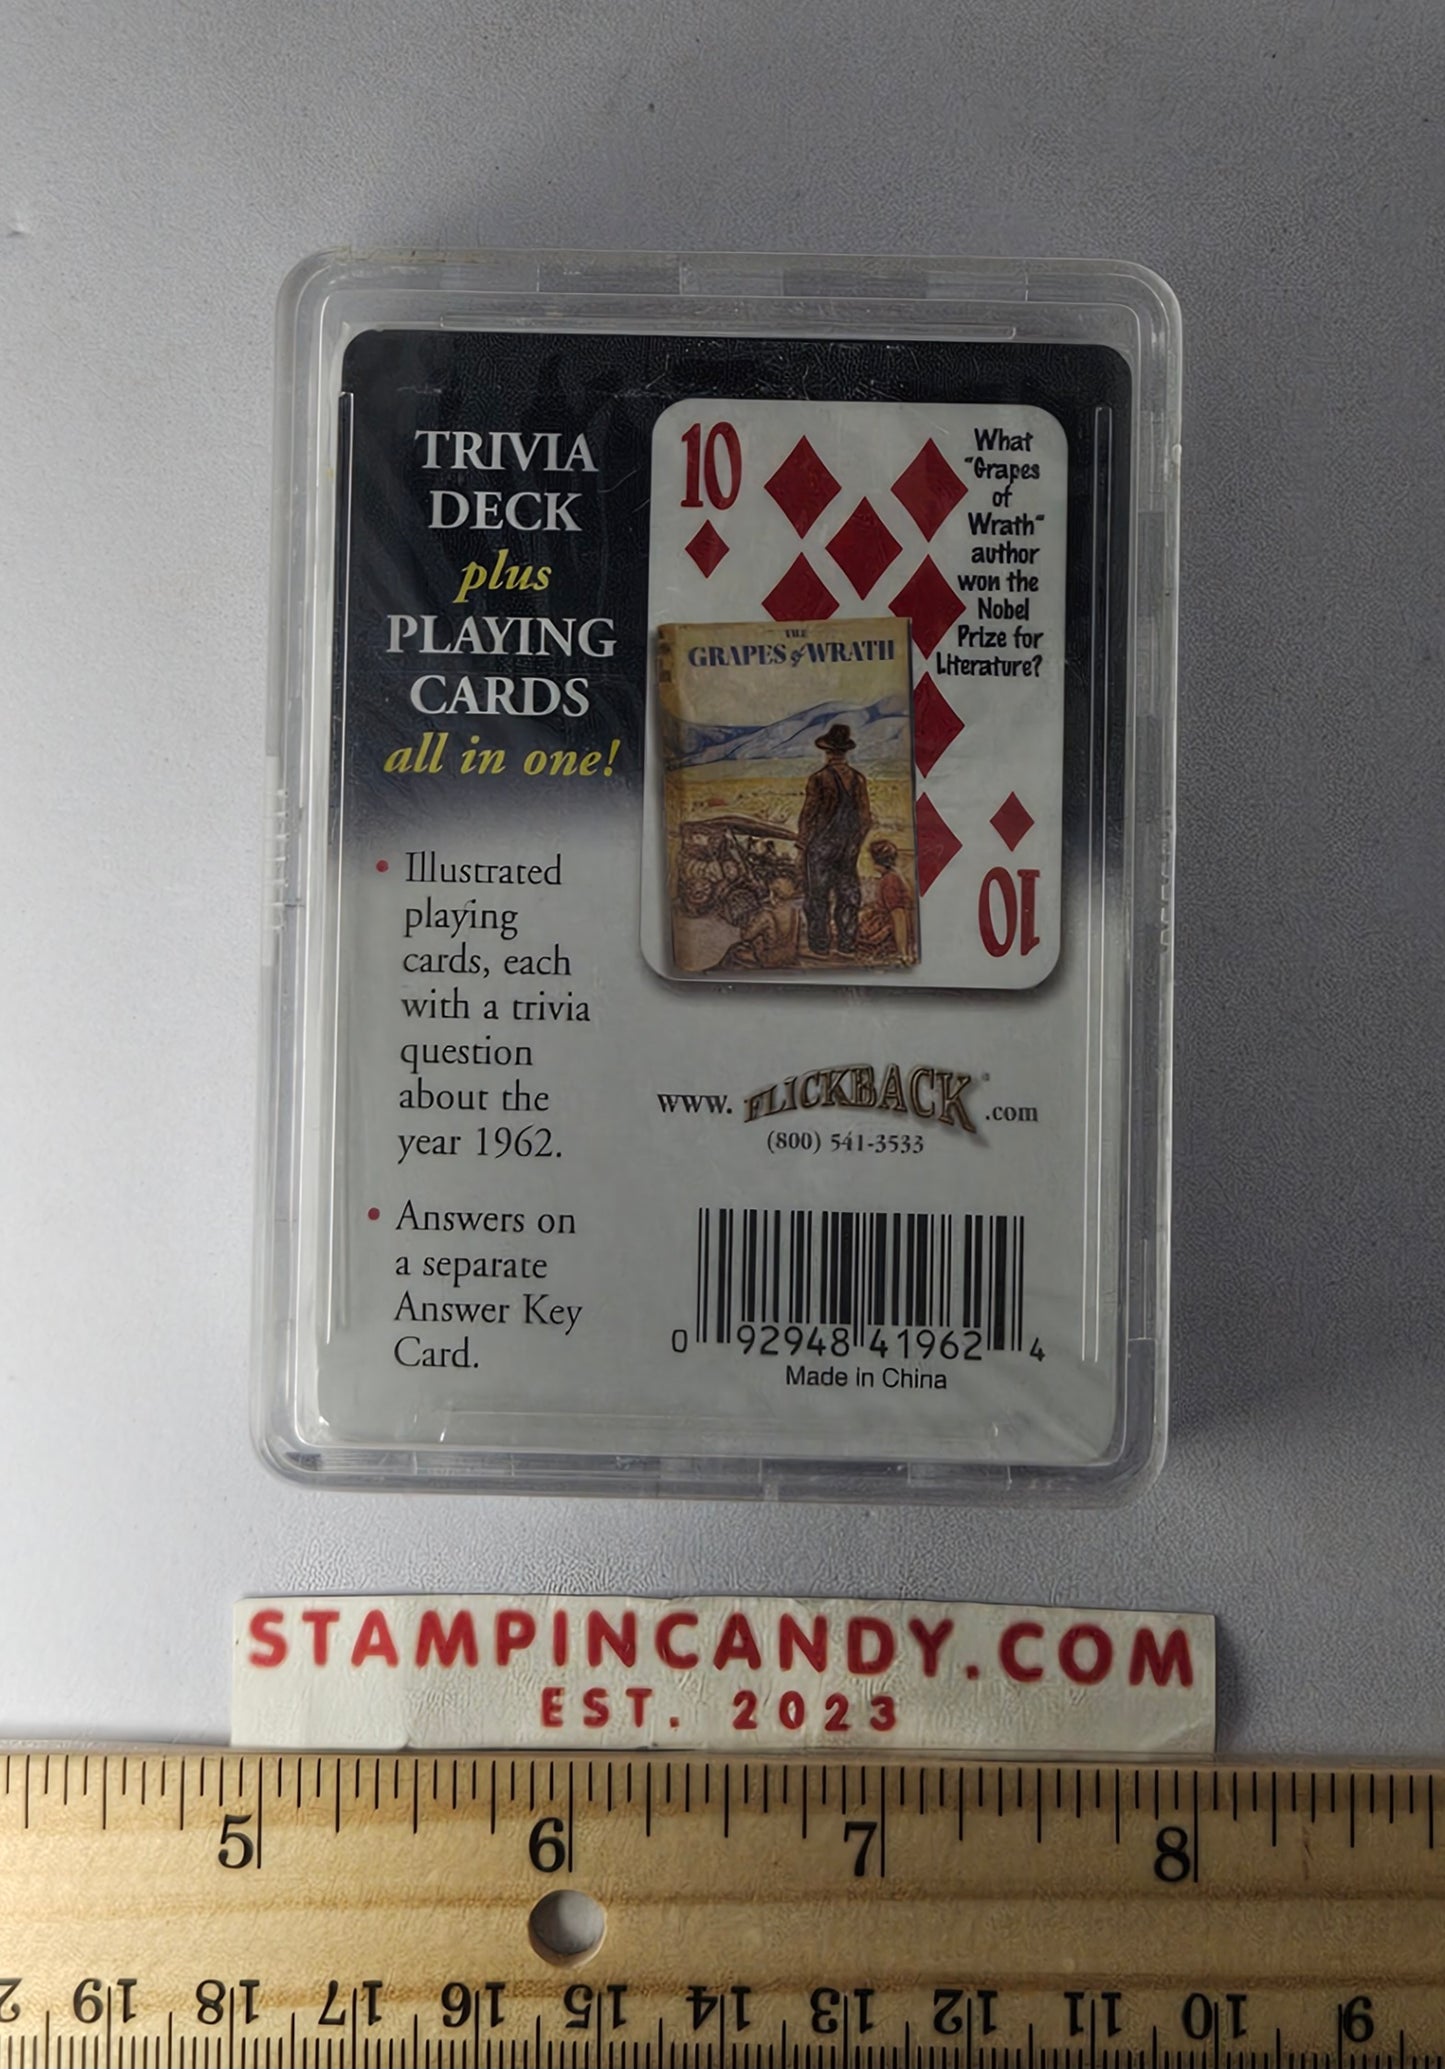 TRIVIA
DECK
plus
PLAYING
CARDS
all in one!
• Illustrated
playing
cards, each
with a trivia
question
about the
year 1962.
• Answers on
a separate
Answer Key
Card.
10
What
"Grapes
of
Wrath"
author
won the
Nobel
Prize for
Literature?
THE
GRAPES of WRATH
10
www.FLICKBACK.com
(800) 541-3533
0 92948 41962 4
Made in China
STAMPINCANDY.COM
EST. 2023
5 6 7 8
19 18 17 16 15 14 13 12 11 10 9